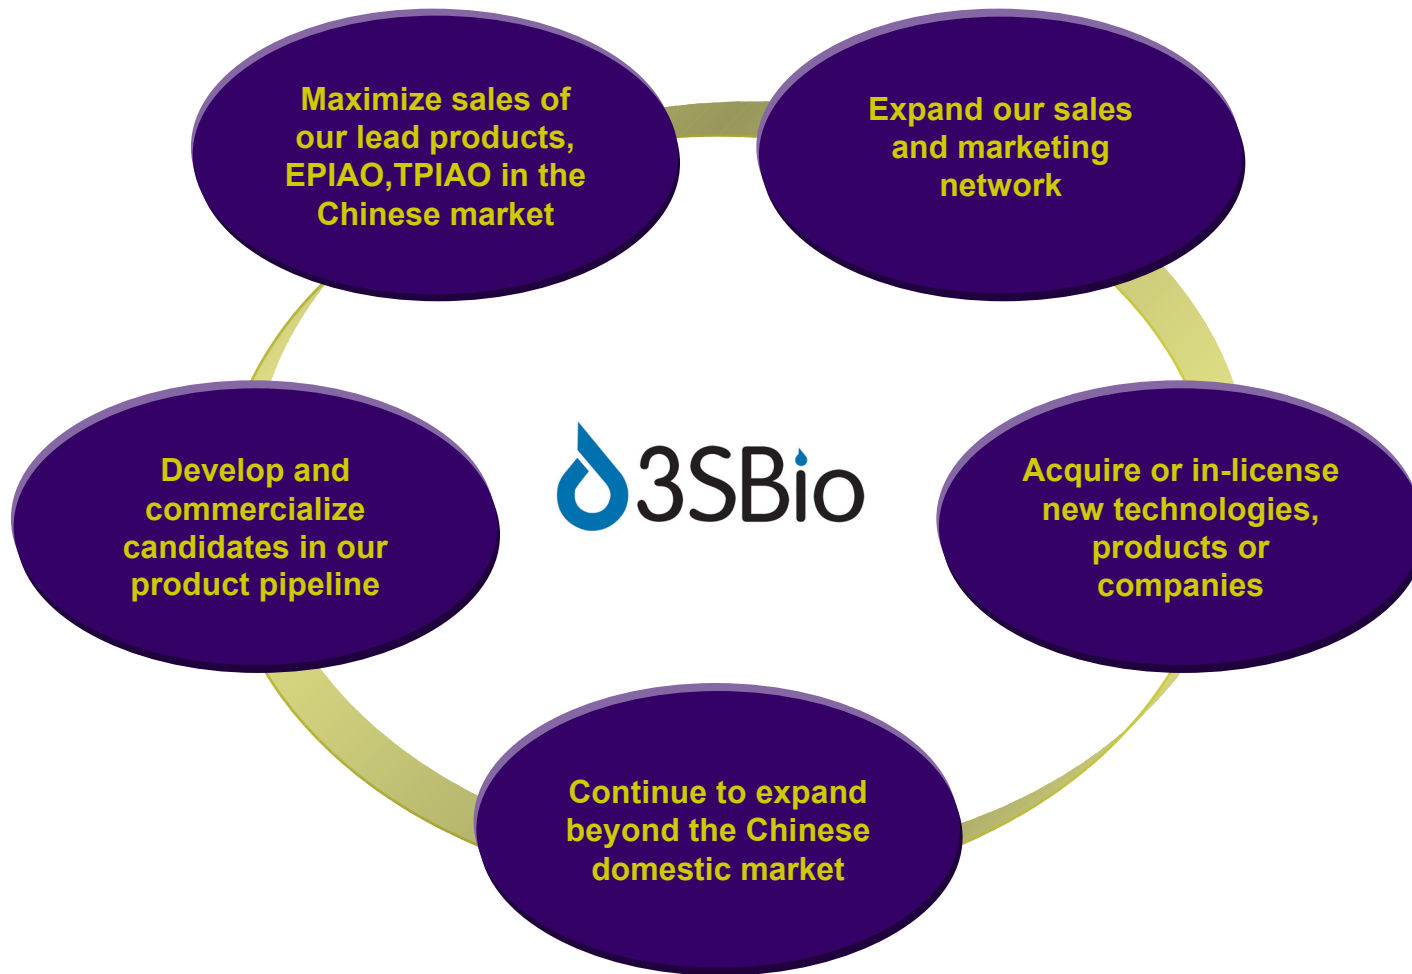 Maximize sales of
our lead products,
EPIAO,TPIAO in the
Chinese market
Expand our sales
and marketing
network
Develop and
commercialize
candidates in our
product pipeline
3SBio
Acquire or in-license
new technologies,
products or
companies
Continue to expand
beyond the Chinese
domestic market